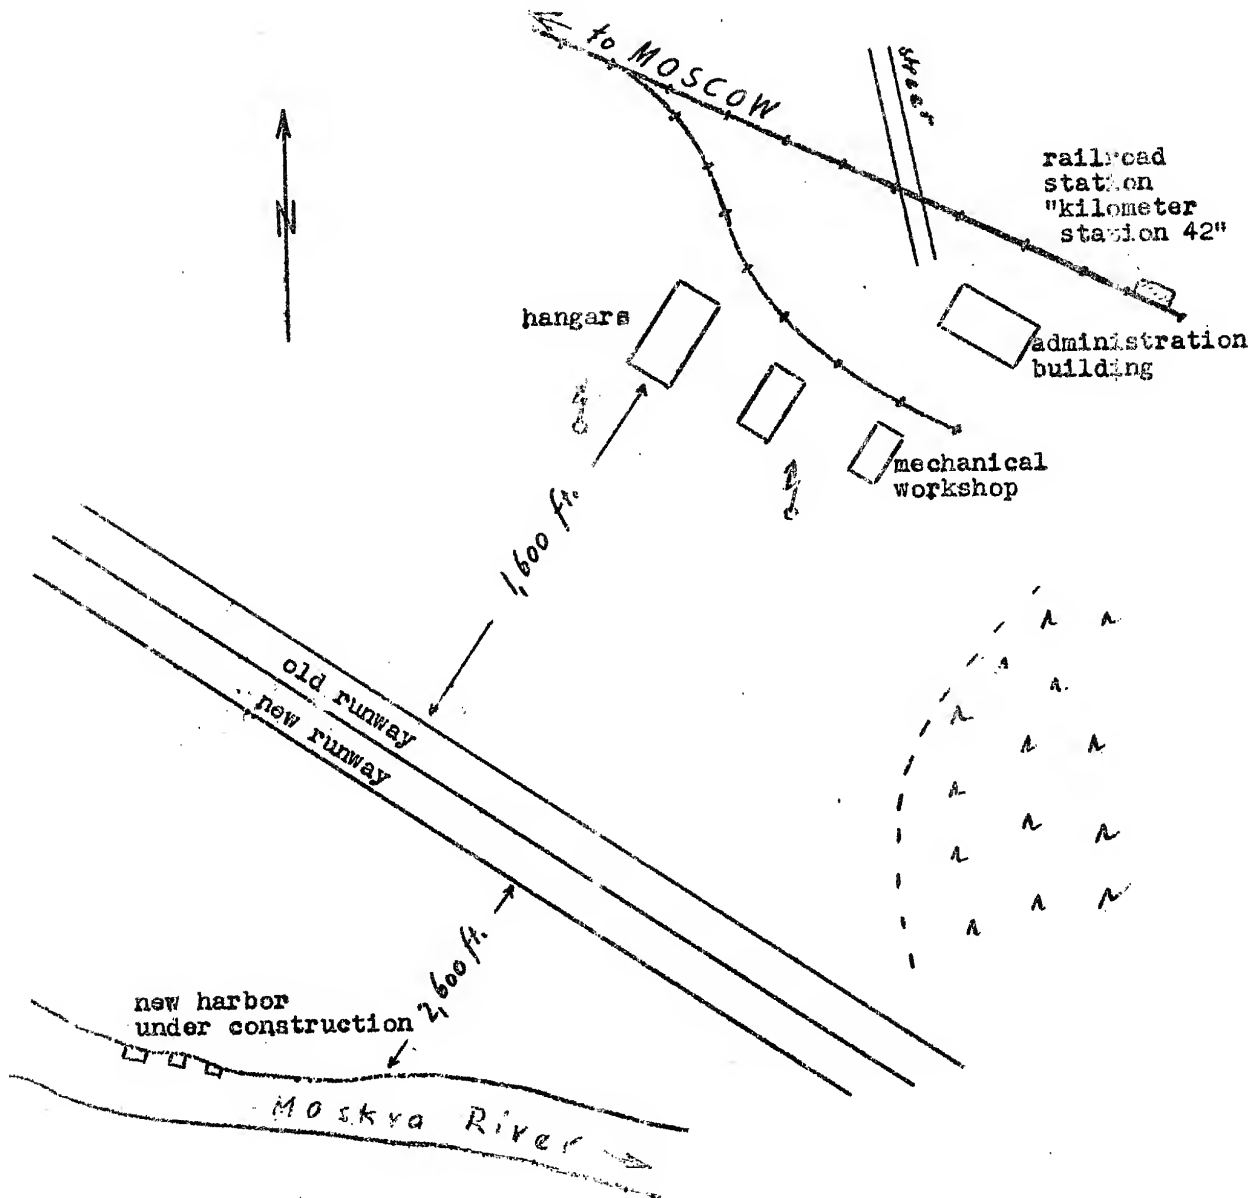 to MOSCOW
street
railroad
station
"kilometer
station 42"
N
hangars
administration
building
mechanical
workshop
1,600 ft.
old runway
new runway
2,600 ft.
new harbor
under construction
Moskva River